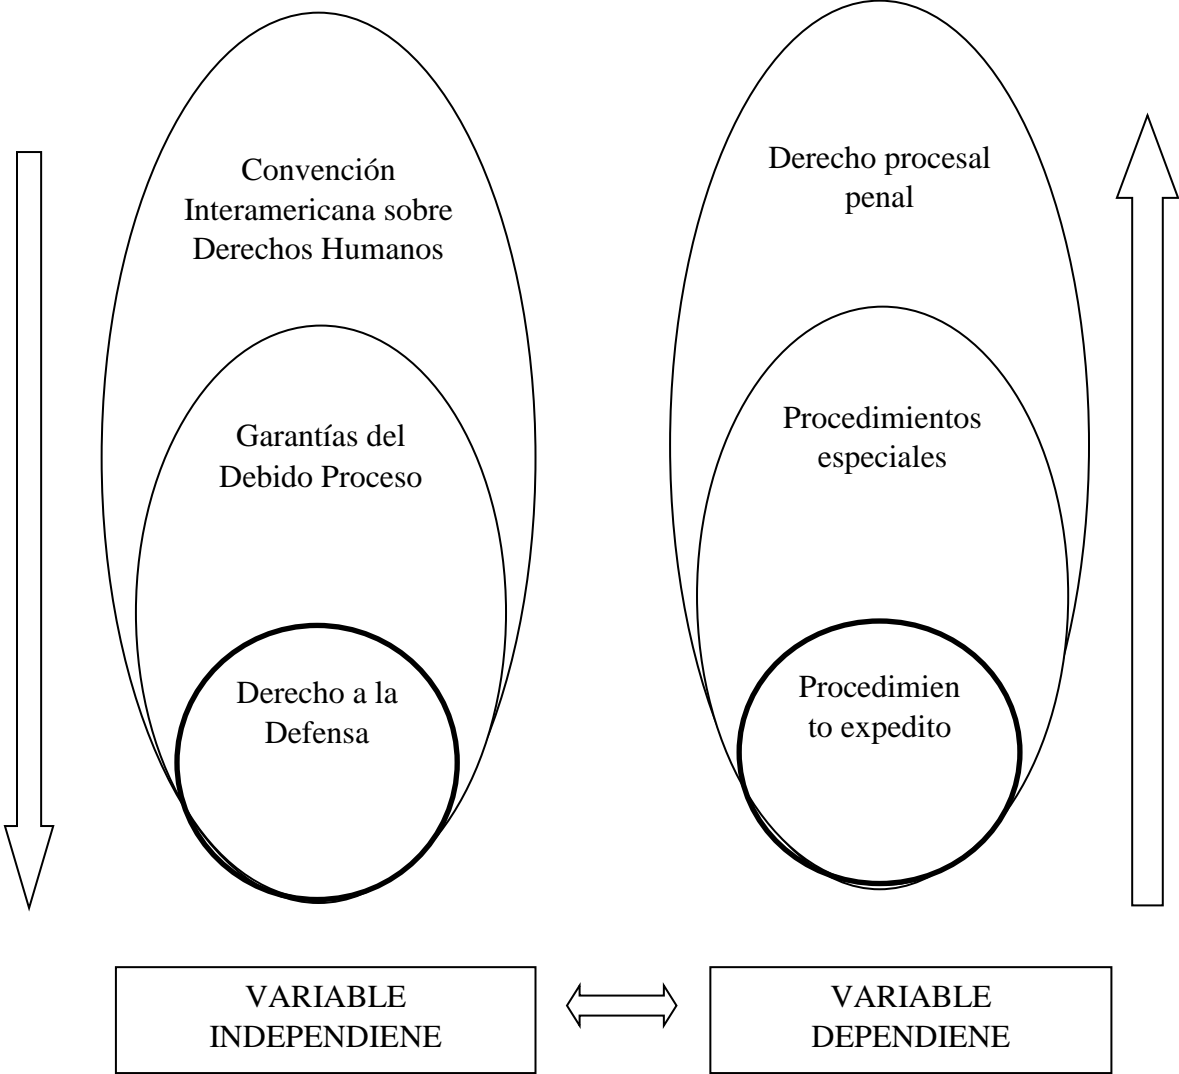 Convención
Interamericana sobre
Derechos Humanos
Garantías del
Debido Proceso
Derecho a la
Defensa
VARIABLE
INDEPENDIENE
Derecho procesal
penal
Procedimientos
especiales
Procedimien
to expedito
VARIABLE
DEPENDIENE